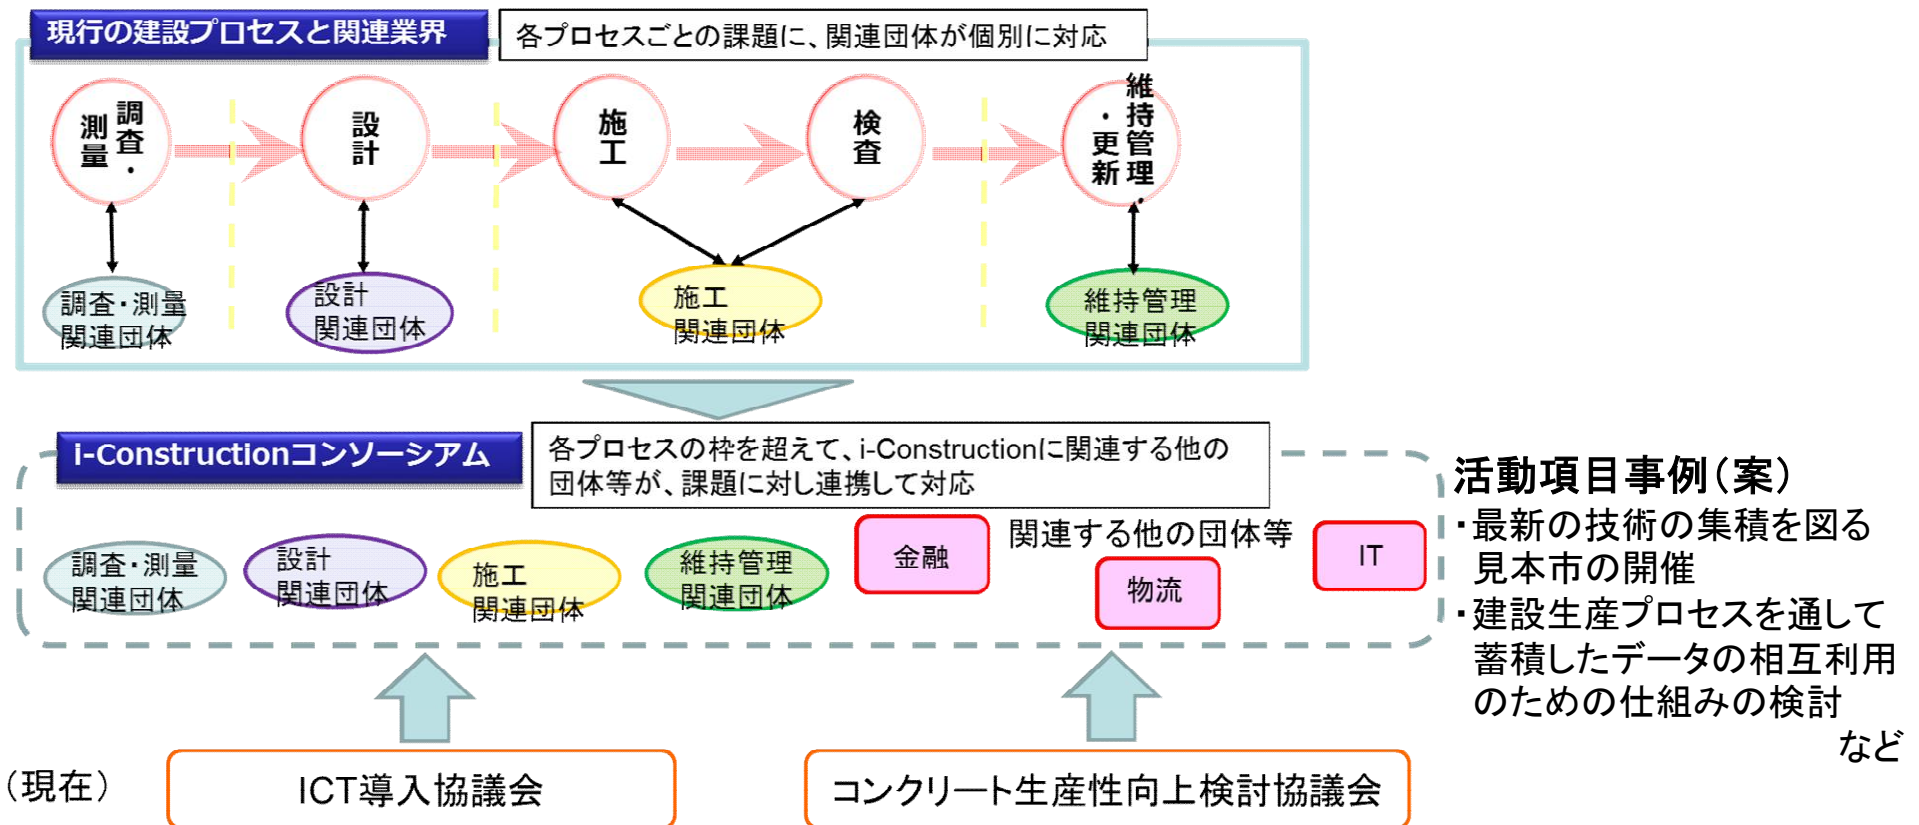 現行の建設プロセスと関連業界
各プロセスごとの課題に、関連団体が個別に対応
調査・
測量
設計
施工
検査
維持管理・
・更新
調査・測量
関連団体
設計
関連団体
施工
関連団体
維持管理
関連団体
i-Constructionコンソーシアム
各プロセスの枠を超えて、i-Constructionに関連する他の
団体等が、課題に対し連携して対応
調査・測量
関連団体
設計
関連団体
施工
関連団体
維持管理
関連団体
金融
関連する他の団体等
物流
IT
活動項目事例（案）
・最新の技術の集積を図る
見本市の開催
・建設生産プロセスを通して
蓄積したデータの相互利用
のための仕組みの検討
など
（現在）
ICT導入協議会
コンクリート生産性向上検討協議会